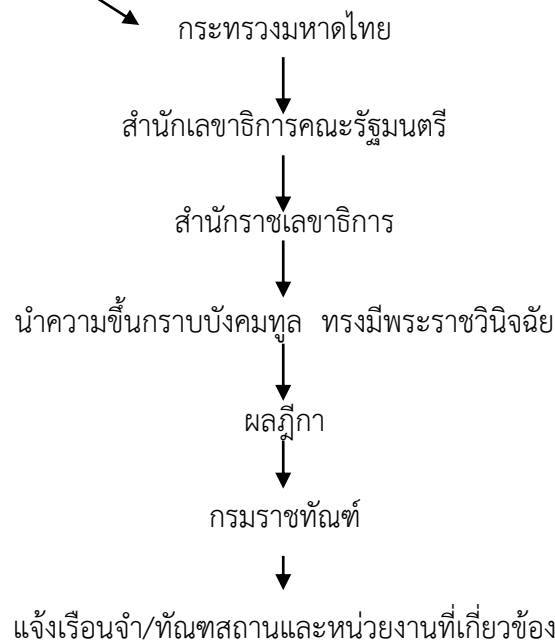 กระทรวงมหาดไทย
สำนักเลขาธิการคณะรัฐมนตรี
สำนักราชเลขาธิการ
นำความขึ้นกราบบังคมทูล ทรงมีพระราชวินิจฉัย
ผลฎีกา
กรมราชทัณฑ์
แจ้งเรือนจำ/ทัณฑสถานและหน่วยงานที่เกี่ยวข้อง